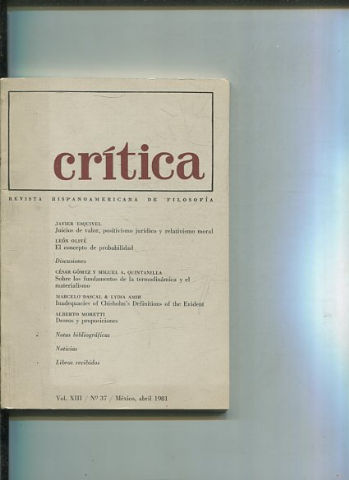 crítica
REVISTA HISPANOAMERICANA DE FILOSOFÍA
JAVIER ESQUIVEL
Juicios de valor, positivismo jurídico y relativismo moral
LEÓN OLIVÉ
El concepto de probabilidad
Discusiones
CÉSAR GÓMEZ Y MIGUEL A. QUINTANILLA
Sobre los fundamentos de la termodinámica y el
materialismo
MARCELO DASCAL & LYDIA AMIR
Inadequacies of Chisholm's Definitions of the Evident
ALBERTO MORETTI
Deseos y proposiciones
Notas bibliográficas
Noticias
Libros recibidos
Vol. XIII / Nº 37 / México, abril 1981